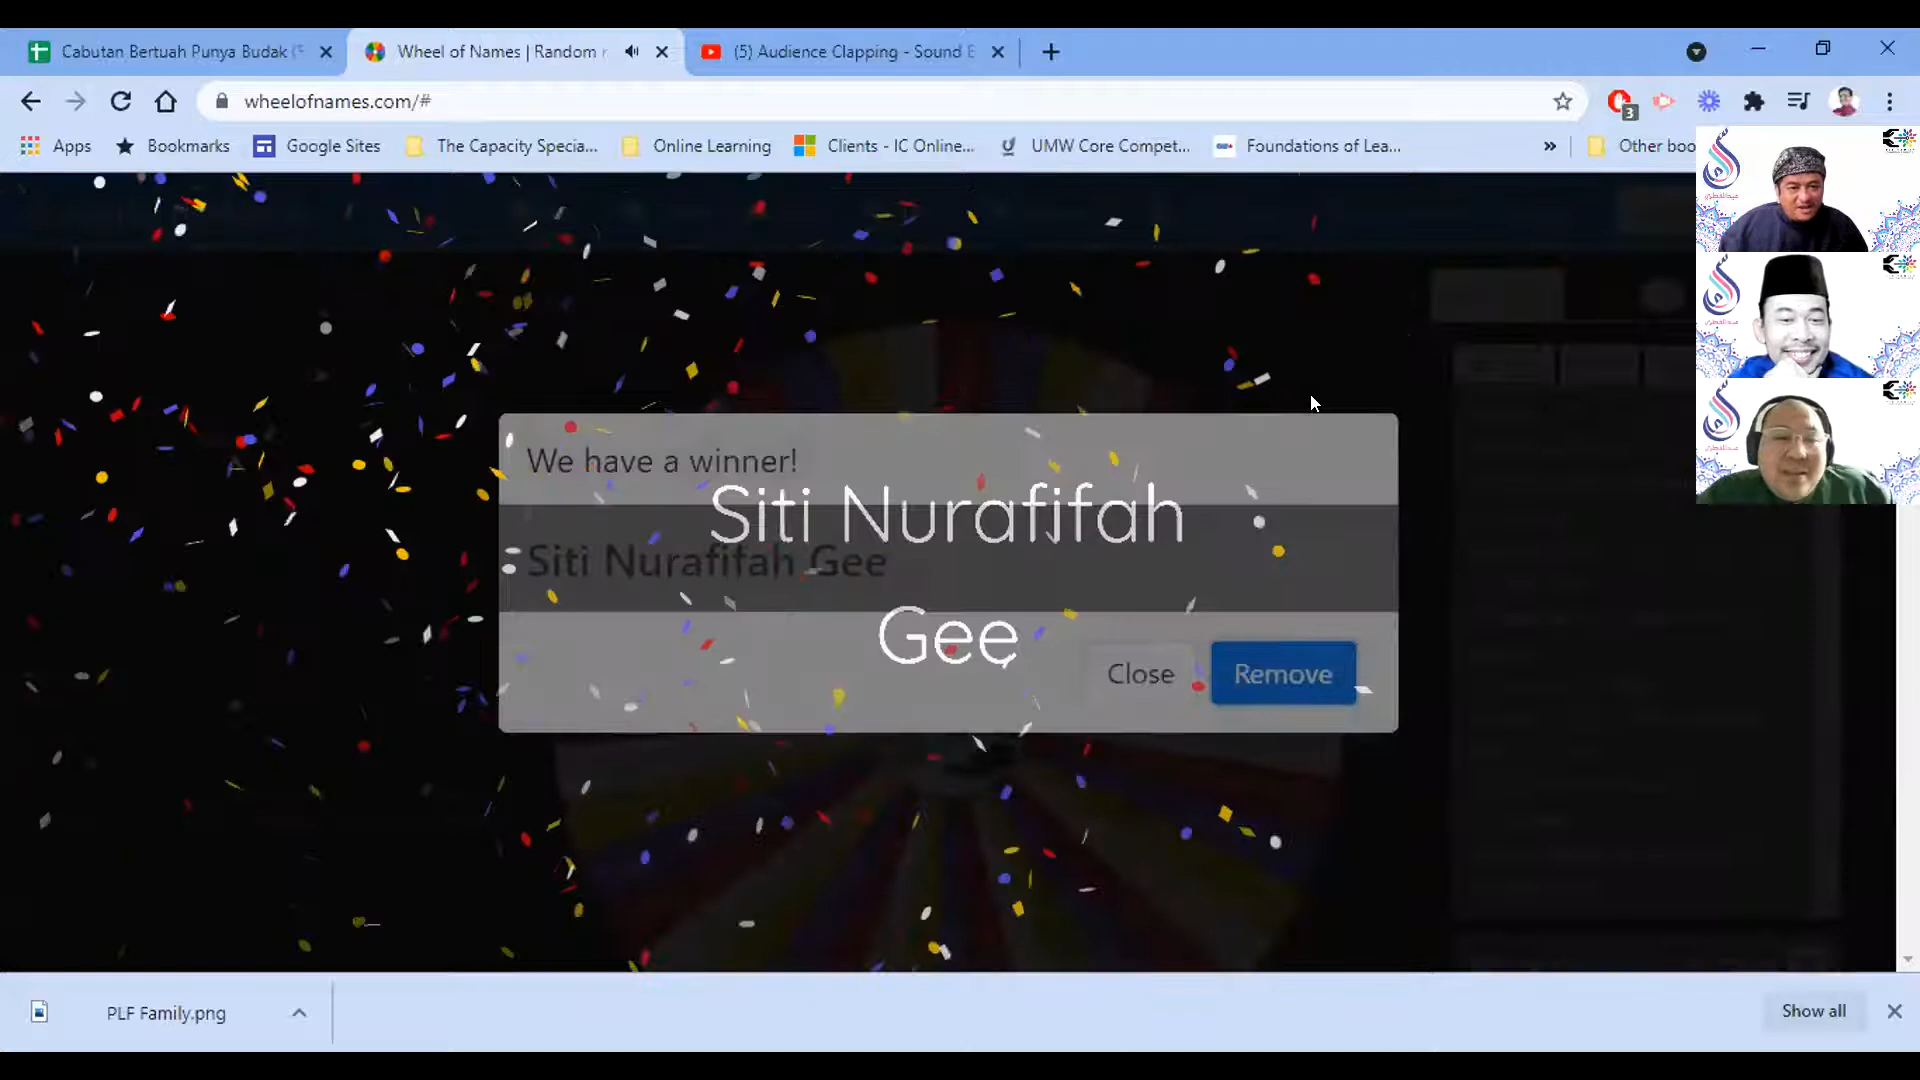 Cabutan Bertuah Punya Budak (
Wheel of Names | Random r
(5) Audience Clapping - Sound E
wheelofnames.com/#
3
Apps
Bookmarks
Google Sites
The Capacity Specia...
Online Learning
Clients - IC Online...
UMW Core Compet...
Foundations of Lea...
»
Other boo
We have a winner!
Siti Nurafifah
Gee
Siti Nurafifah Gee
Close
Remove
PLF Family.png
Show all